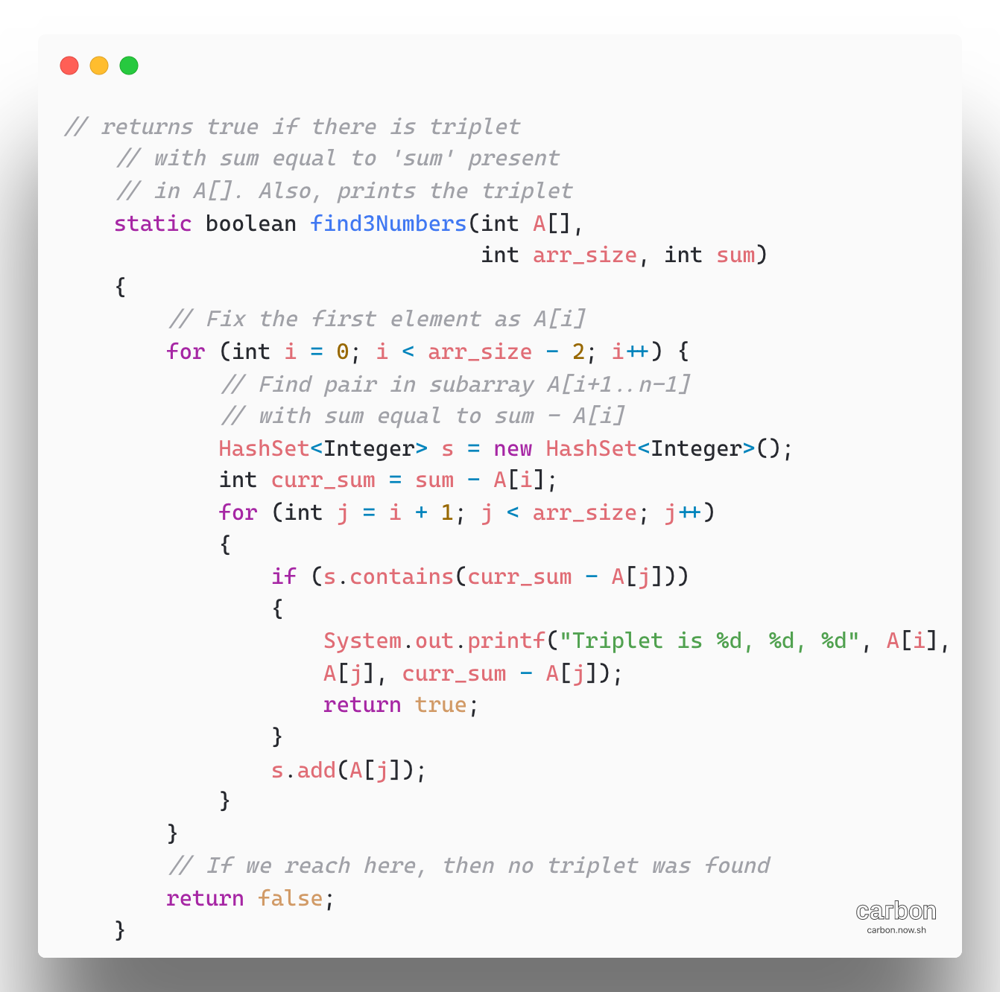 // returns true if there is triplet
    // with sum equal to 'sum' present
    // in A[]. Also, prints the triplet
    static boolean find3Numbers(int A[],
                                int arr_size, int sum)
    {
        // Fix the first element as A[i]
        for (int i = 0; i < arr_size - 2; i++) {
            // Find pair in subarray A[i+1..n-1]
            // with sum equal to sum - A[i]
            HashSet<Integer> s = new HashSet<Integer>();
            int curr_sum = sum - A[i];
            for (int j = i + 1; j < arr_size; j++)
            {
                if (s.contains(curr_sum - A[j]))
                {
                    System.out.printf("Triplet is %d, %d, %d", A[i],
                    A[j], curr_sum - A[j]);
                    return true;
                }
                s.add(A[j]);
            }
        }
        // If we reach here, then no triplet was found
        return false;
    }
carbon
carbon.now.sh